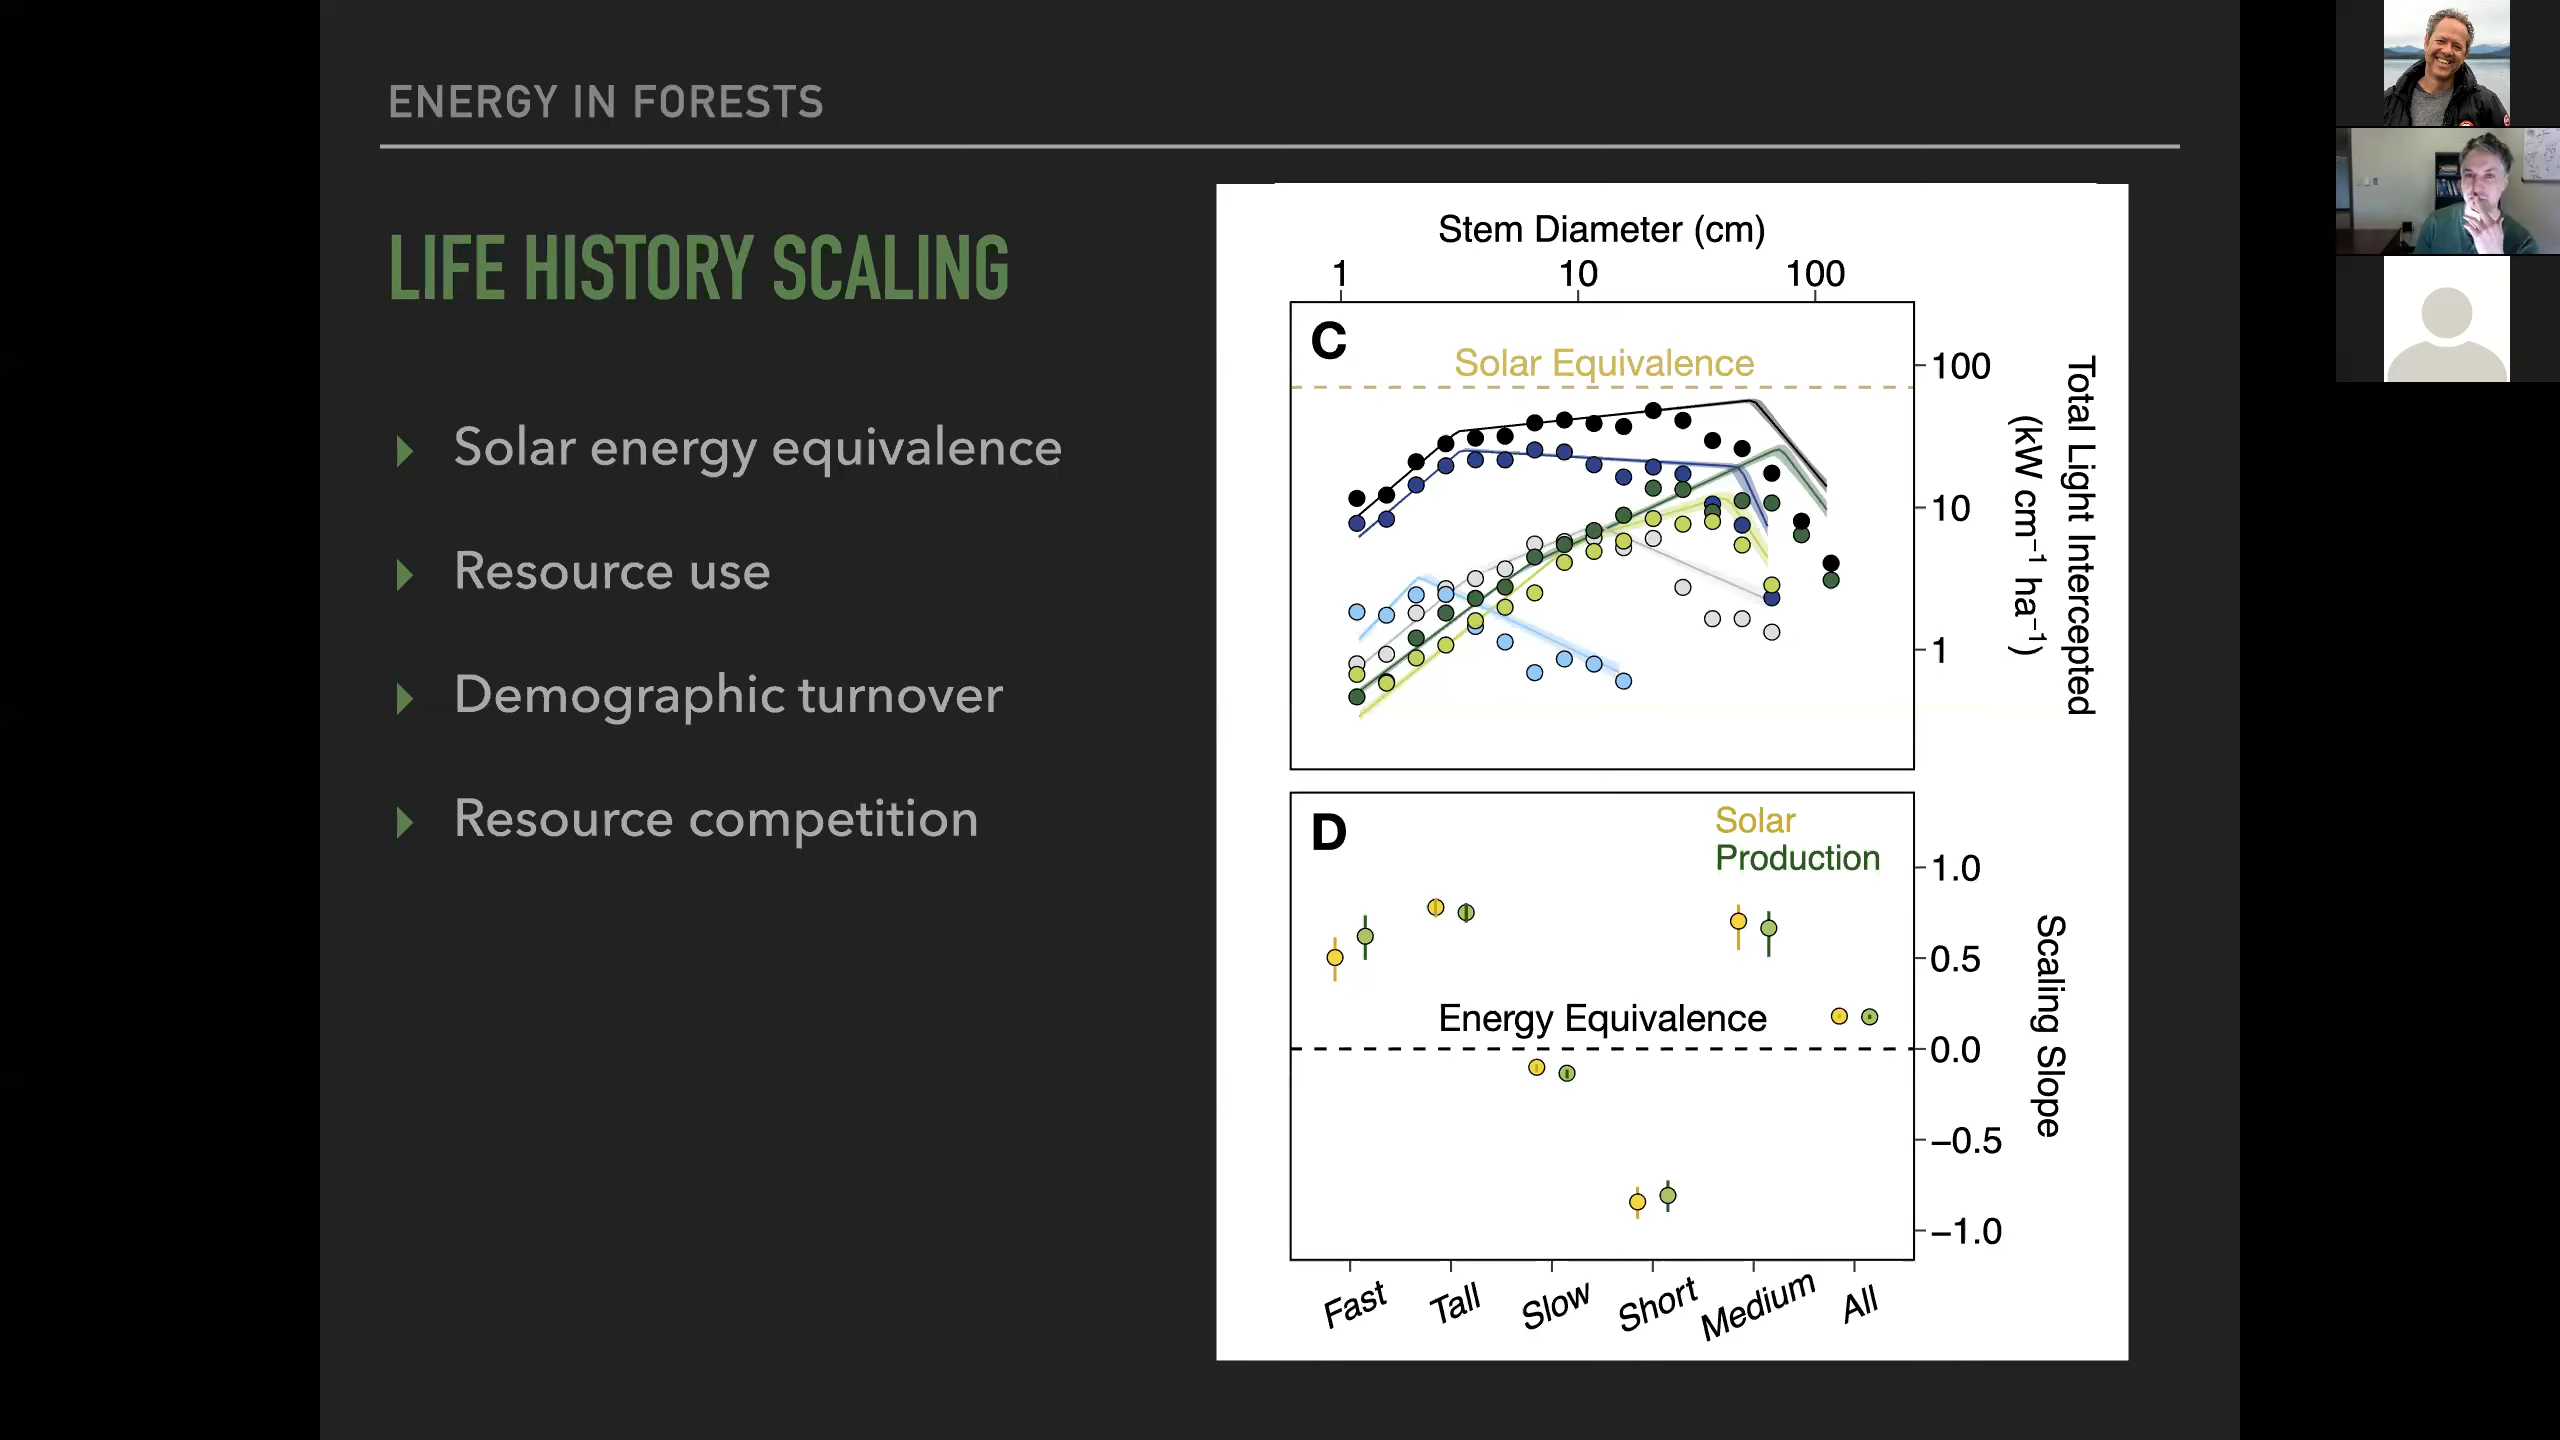 ENERGY IN FORESTS
LIFE HISTORY SCALING
Solar energy equivalence
Resource use
Demographic turnover
Resource competition
Stem Diameter (cm)
1 10 100
C
Solar Equivalence
100
10
1
Total Light Intercepted
(kW cm⁻¹ ha⁻¹)
D
Solar
Production
Energy Equivalence
1.0
0.5
0.0
−0.5
−1.0
Scaling Slope
Fast Tall Slow Short Medium All